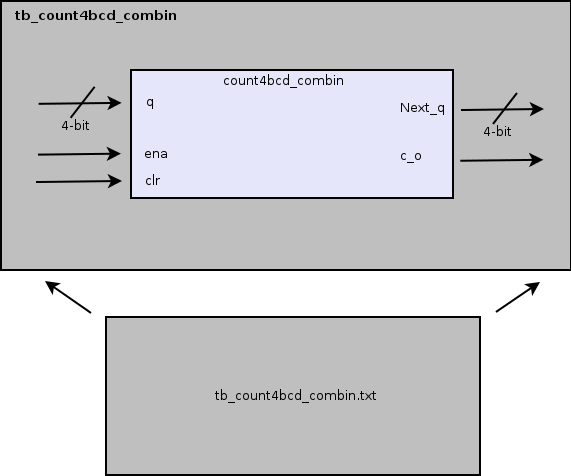 tb_count4bcd_combin
count4bcd_combin
q
Next_q
4-bit
4-bit
ena
c_o
clr
tb_count4bcd_combin.txt